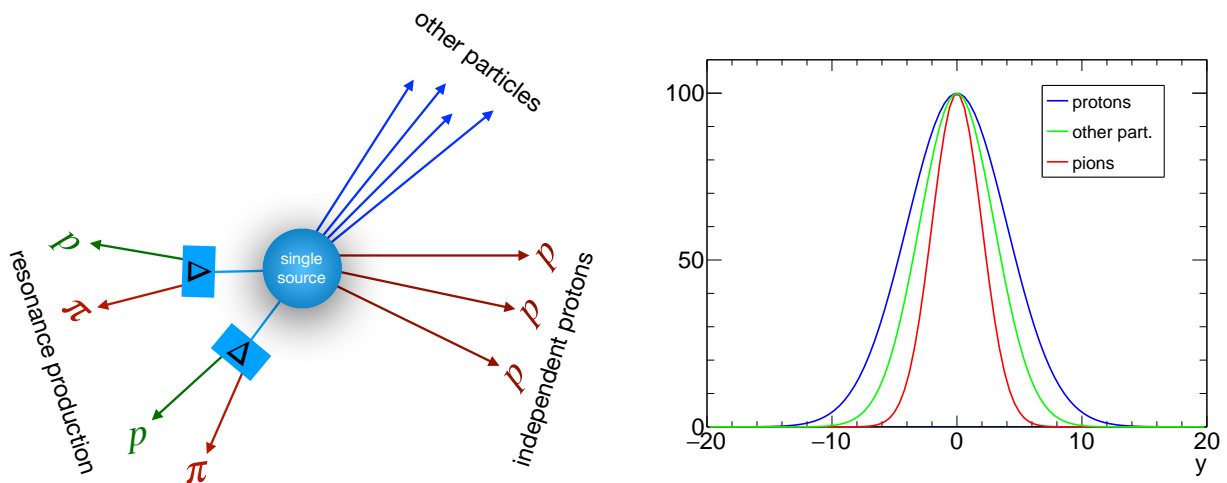 other particles
single
source
p
Δ
π
resonance production
Δ
p
π
p
p
p
independent protons
100
50
0
−20
−10
0
10
20
y
protons
other part.
pions